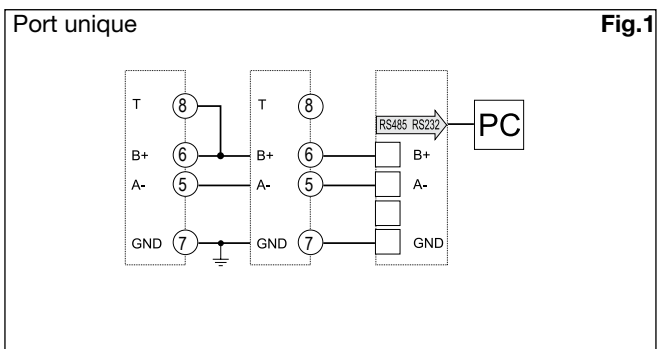 Port unique Fig.1
T 8 T 8
RS485 RS232 PC
B+ 6 B+ 6 B+
A- 5 A- 5 A-
GND 7 GND 7 GND